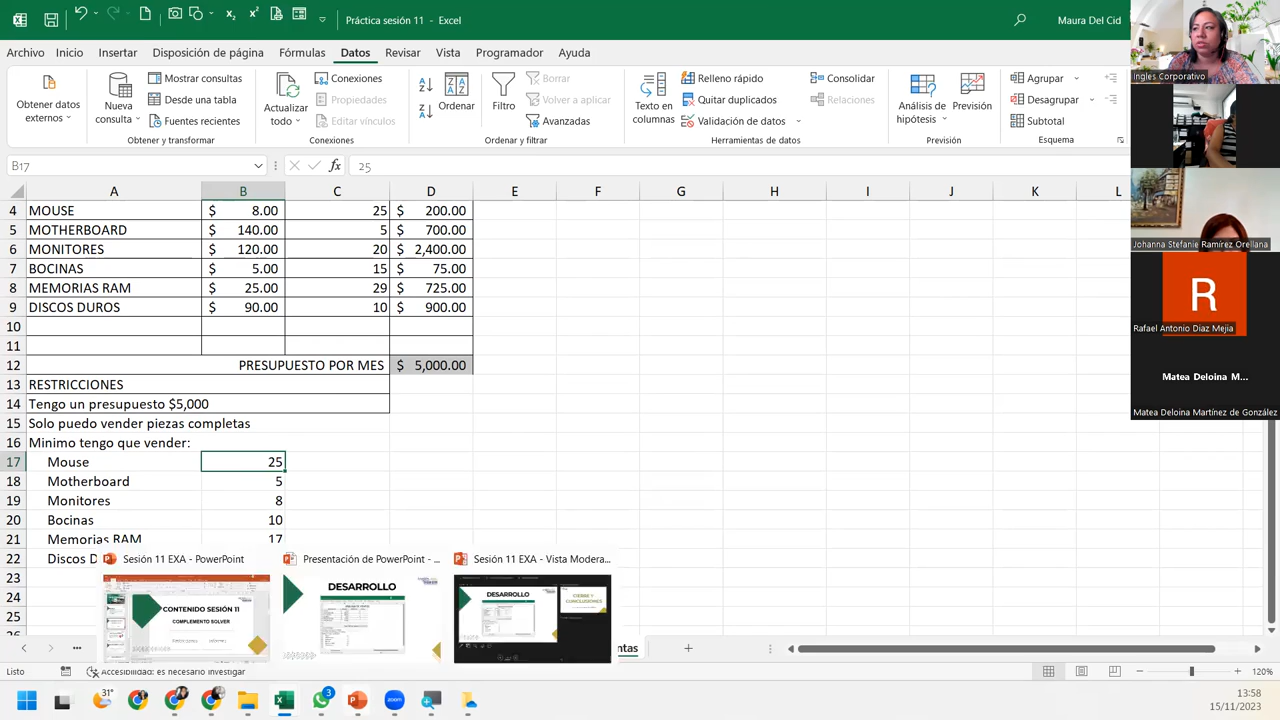 Práctica sesión 11 - Excel
Maura Del Cid
Archivo Inicio Insertar Disposición de página Fórmulas Datos Revisar Vista Programador Ayuda
Obtener datos externos
Nueva consulta
Mostrar consultas
Desde una tabla
Fuentes recientes
Obtener y transformar
Actualizar todo
Conexiones
Propiedades
Editar vínculos
Conexiones
Ordenar
Filtro
Borrar
Volver a aplicar
Avanzadas
Ordenar y filtrar
Texto en columnas
Relleno rápido
Quitar duplicados
Validación de datos
Consolidar
Relaciones
Herramientas de datos
Análisis de hipótesis
Previsión
Previsión
Agrupar
Desagrupar
Subtotal
Esquema
B17
fx 25
A B C D E F G H I J K L
4 MOUSE $ 8.00 25 $ 200.00
5 MOTHERBOARD $ 140.00 5 $ 700.00
6 MONITORES $ 120.00 20 $ 2,400.00
7 BOCINAS $ 5.00 15 $ 75.00
8 MEMORIAS RAM $ 25.00 29 $ 725.00
9 DISCOS DUROS $ 90.00 10 $ 900.00
10
11
12 PRESUPUESTO POR MES $ 5,000.00
13 RESTRICCIONES
14 Tengo un presupuesto $5,000
15 Solo puedo vender piezas completas
16 Minimo tengo que vender:
17 Mouse 25
18 Motherboard 5
19 Monitores 8
20 Bocinas 10
21 Memorias RAM 17
22 Discos D
23
24
25
Sesión 11 EXA - PowerPoint
Presentación de PowerPoint - ...
Sesión 11 EXA - Vista Modera...
CONTENIDO SESIÓN 11
COMPLEMENTO SOLVER
DESARROLLO
DESARROLLO
CIERRE Y
CONCLUSIONES
ntas
Listo
Accesibilidad: es necesario investigar
120%
31°
3
zoom
13:58
15/11/2023
Ingles Corporativo
Johanna Stefanie Ramírez Orellana
R
Rafael Antonio Diaz Mejia
Matea Deloina M...
Matea Deloina Martínez de González